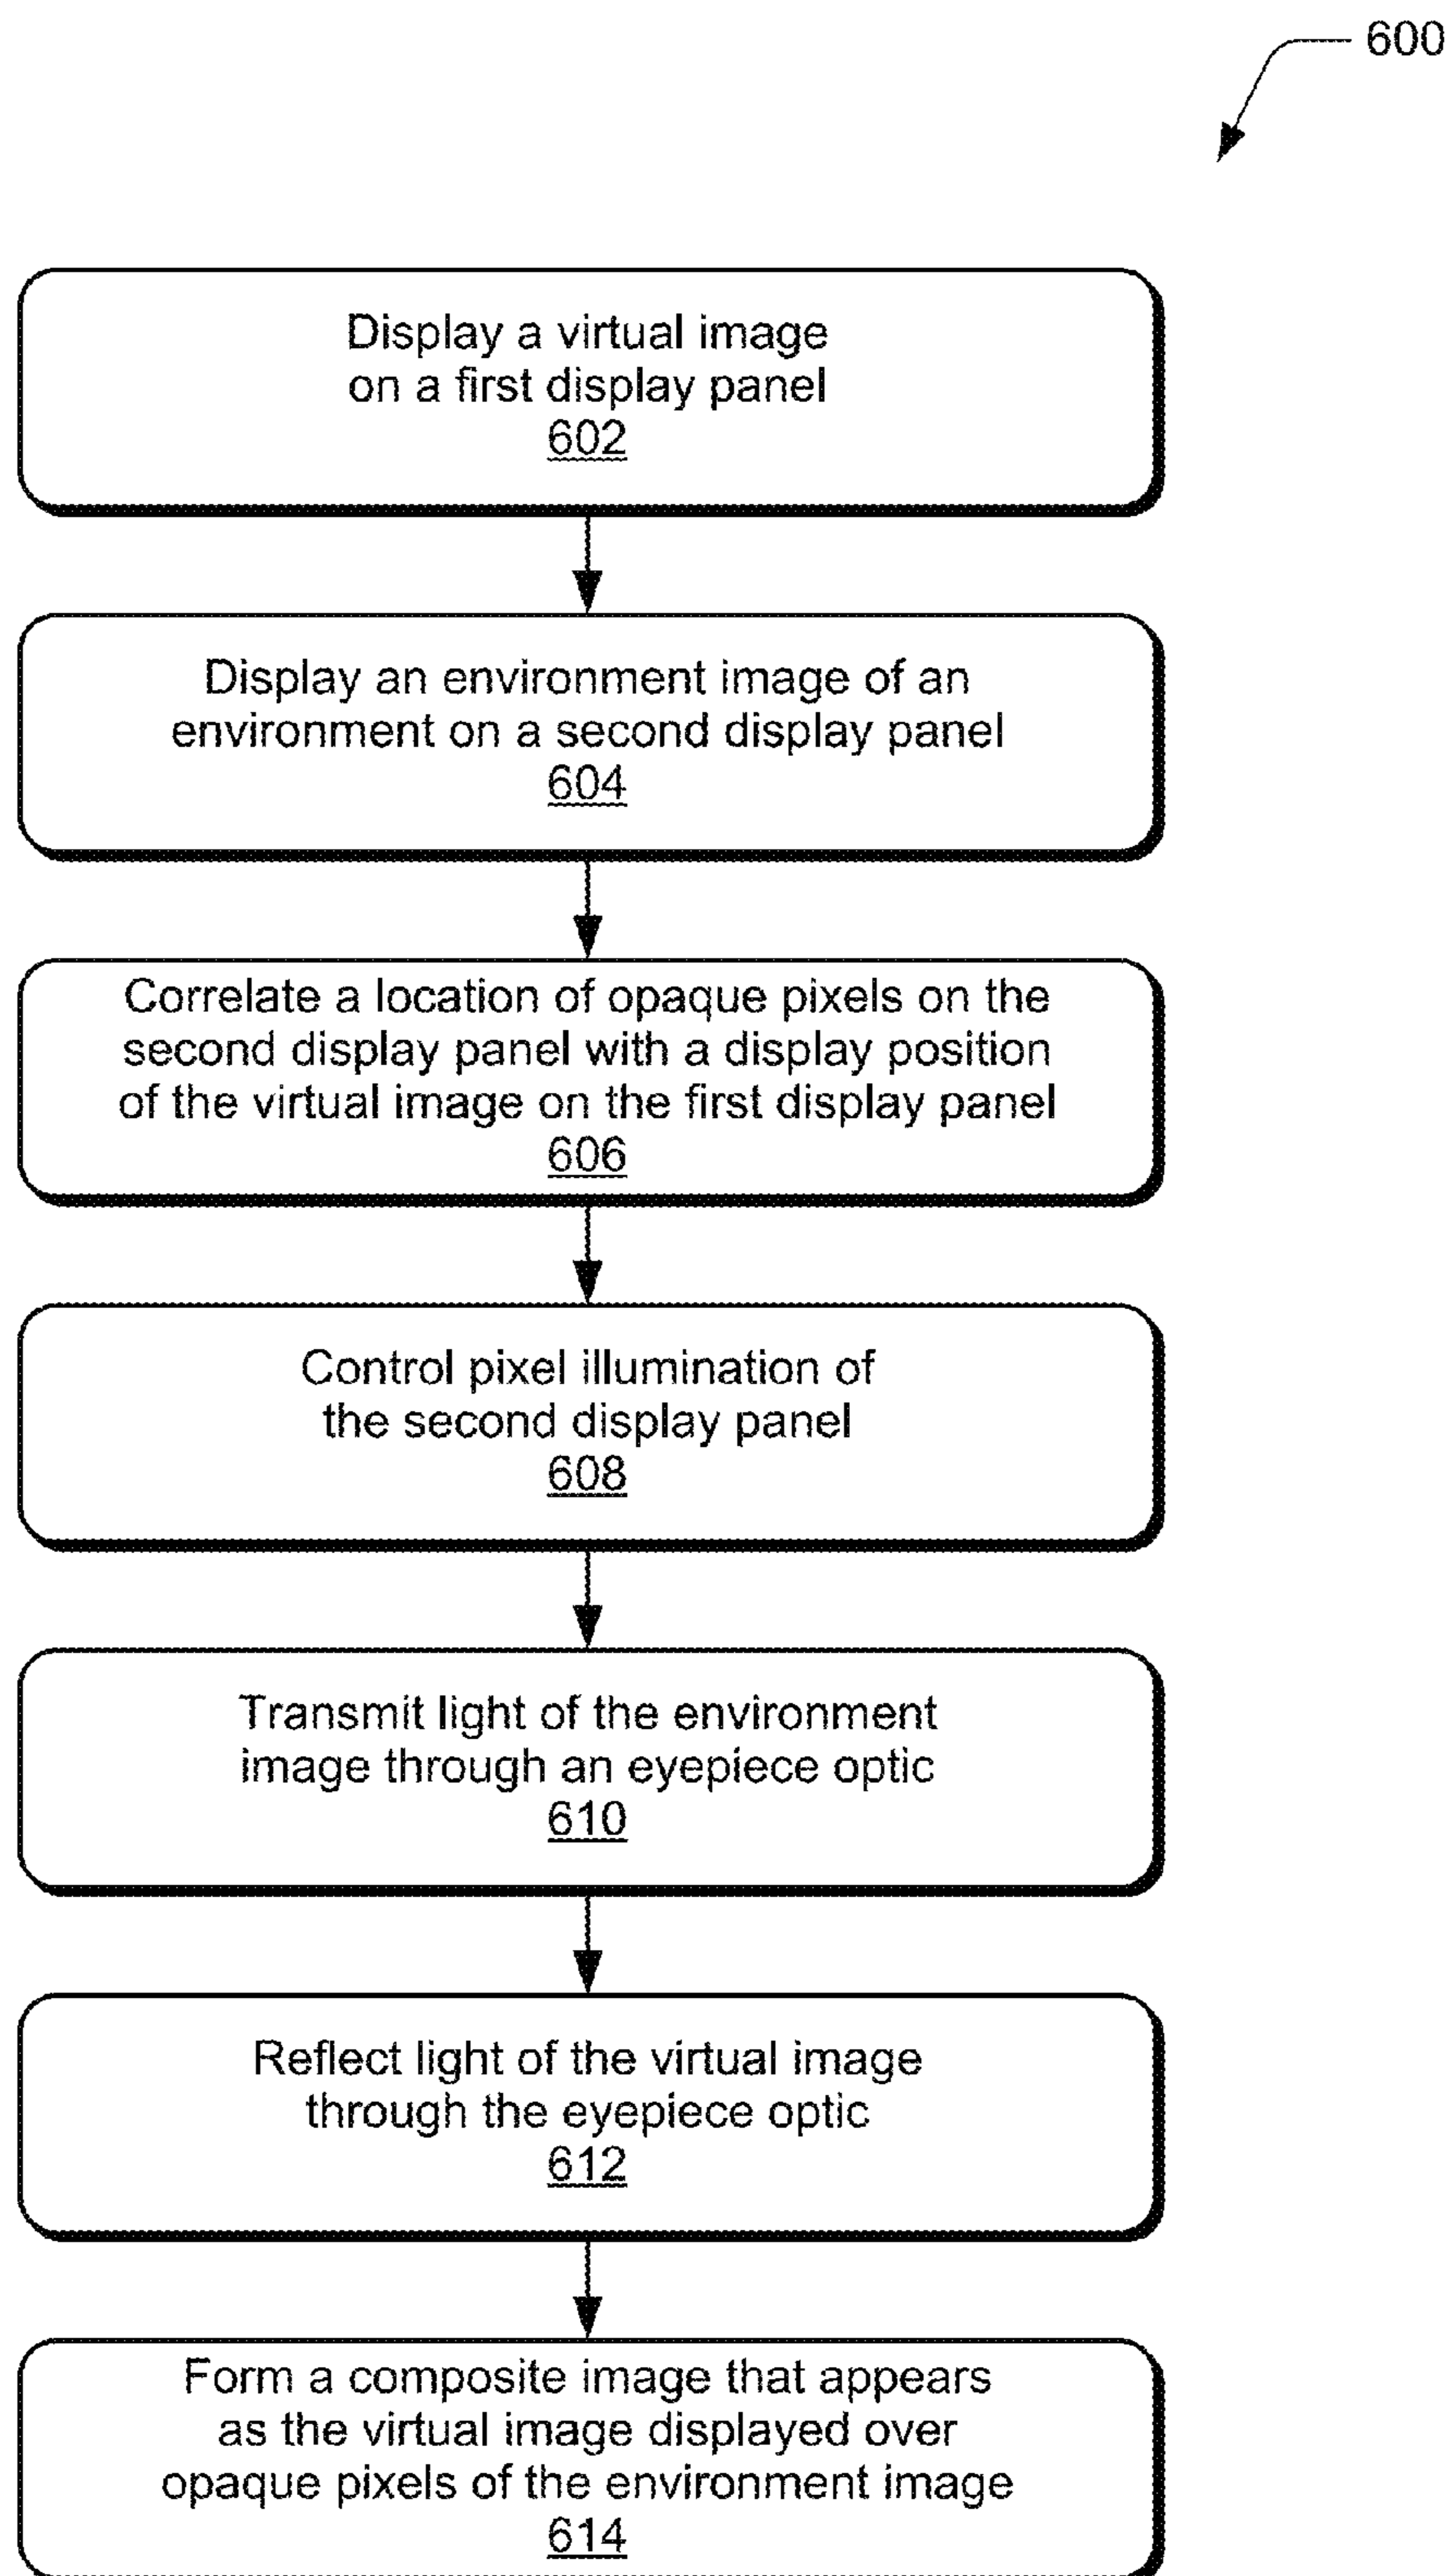 600
Display a virtual image
on a first display panel
602
Display an environment image of an
environment on a second display panel
604
Correlate a location of opaque pixels on the
second display panel with a display position
of the virtual image on the first display panel
606
Control pixel illumination of
the second display panel
608
Transmit light of the environment
image through an eyepiece optic
610
Reflect light of the virtual image
through the eyepiece optic
612
Form a composite image that appears
as the virtual image displayed over
opaque pixels of the environment image
614